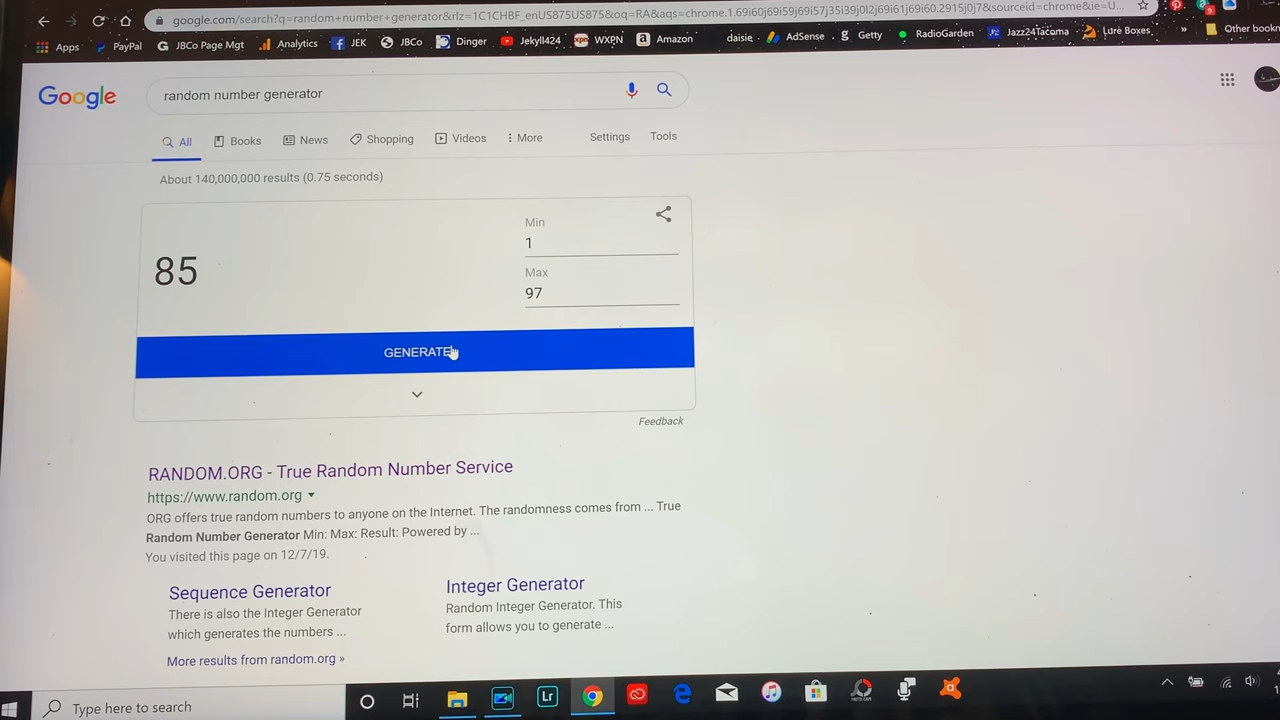 google.com/search?q=random+number+generator&rlz=1C1CHBF_enUS875US875&oq=RA&aqs=chrome.1.69i60j69i59j69i57j35i39j0l2j69i61j69i60.2915j0j7&sourceid=chrome&ie=U...
Apps PayPal JBCo Page Mgt Analytics JEK JBCo Dinger Jekyll424 WXPN Amazon daisie AdSense Getty RadioGarden Jazz24Tacoma Lure Boxes » Other bookm
Google random number generator
All Books News Shopping Videos More Settings Tools
About 140,000,000 results (0.75 seconds)
Min
1
85
Max
97
GENERATE
Feedback
RANDOM.ORG - True Random Number Service
https://www.random.org
ORG offers true random numbers to anyone on the Internet. The randomness comes from ... True
Random Number Generator Min: Max: Result: Powered by ...
You visited this page on 12/7/19.
Sequence Generator Integer Generator
There is also the Integer Generator Random Integer Generator. This
which generates the numbers ... form allows you to generate ...
More results from random.org »
Type here to search Lr